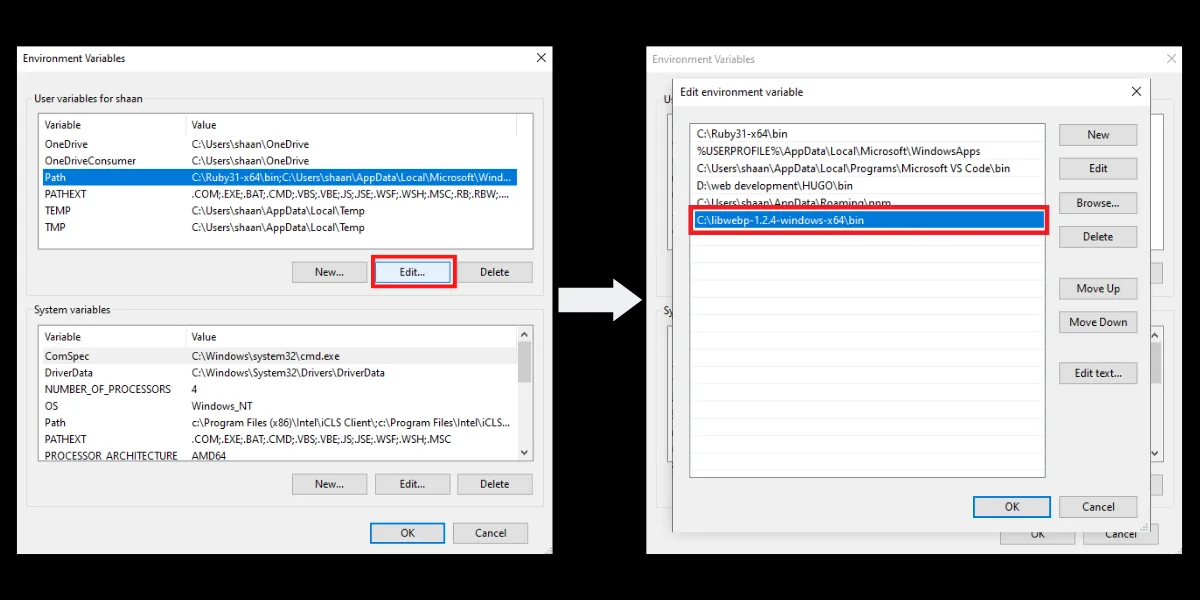 Environment Variables
User variables for shaan
Variable Value
OneDrive C:\Users\shaan\OneDrive
OneDriveConsumer C:\Users\shaan\OneDrive
Path C:\Ruby31-x64\bin;C:\Users\shaan\AppData\Local\Microsoft\Wind...
PATHEXT .COM;.EXE;.BAT;.CMD;.VBS;.VBE;.JS;.JSE;.WSF;.WSH;.MSC;.RB;.RBW;....
TEMP C:\Users\shaan\AppData\Local\Temp
TMP C:\Users\shaan\AppData\Local\Temp
New... Edit... Delete
System variables
Variable Value
ComSpec C:\Windows\system32\cmd.exe
DriverData C:\Windows\System32\Drivers\DriverData
NUMBER_OF_PROCESSORS 4
OS Windows_NT
Path c:\Program Files (x86)\Intel\iCLS Client\;c:\Program Files\Intel\iCLS...
PATHEXT .COM;.EXE;.BAT;.CMD;.VBS;.VBE;.JS;.JSE;.WSF;.WSH;.MSC
PROCESSOR_ARCHITECTURE AMD64
New... Edit... Delete
OK Cancel
Environment Variables
Edit environment variable
C:\Ruby31-x64\bin
%USERPROFILE%\AppData\Local\Microsoft\WindowsApps
C:\Users\shaan\AppData\Local\Programs\Microsoft VS Code\bin
D:\web development\HUGO\bin
C:\Users\shaan\AppData\Roaming\npm
C:\libwebp-1.2.4-windows-x64\bin
New
Edit
Browse...
Delete
Move Up
Move Down
Edit text...
OK Cancel
OK Cancel